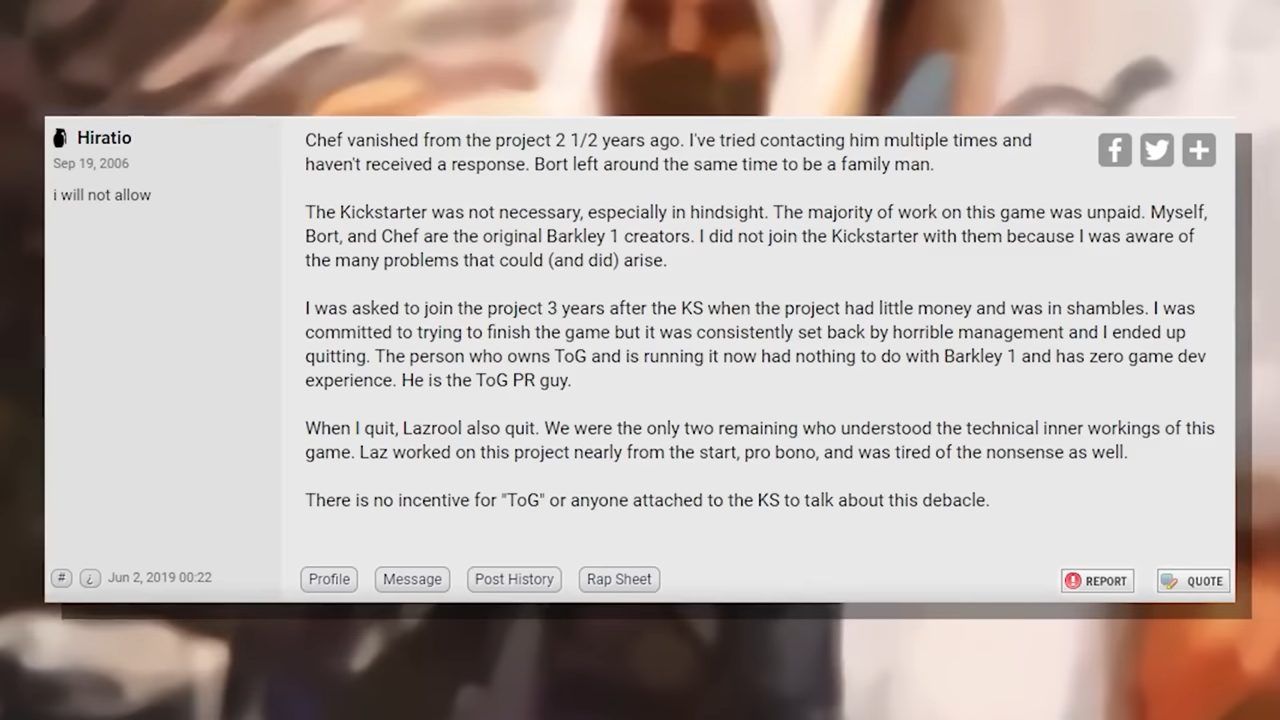 Hiratio
Sep 19, 2006
i will not allow
Chef vanished from the project 2 1/2 years ago. I've tried contacting him multiple times and
haven't received a response. Bort left around the same time to be a family man.
The Kickstarter was not necessary, especially in hindsight. The majority of work on this game was unpaid. Myself,
Bort, and Chef are the original Barkley 1 creators. I did not join the Kickstarter with them because I was aware of
the many problems that could (and did) arise.
I was asked to join the project 3 years after the KS when the project had little money and was in shambles. I was
committed to trying to finish the game but it was consistently set back by horrible management and I ended up
quitting. The person who owns ToG and is running it now had nothing to do with Barkley 1 and has zero game dev
experience. He is the ToG PR guy.
When I quit, Lazrool also quit. We were the only two remaining who understood the technical inner workings of this
game. Laz worked on this project nearly from the start, pro bono, and was tired of the nonsense as well.
There is no incentive for "ToG" or anyone attached to the KS to talk about this debacle.
# ¿ Jun 2, 2019 00:22
Profile Message Post History Rap Sheet
REPORT QUOTE